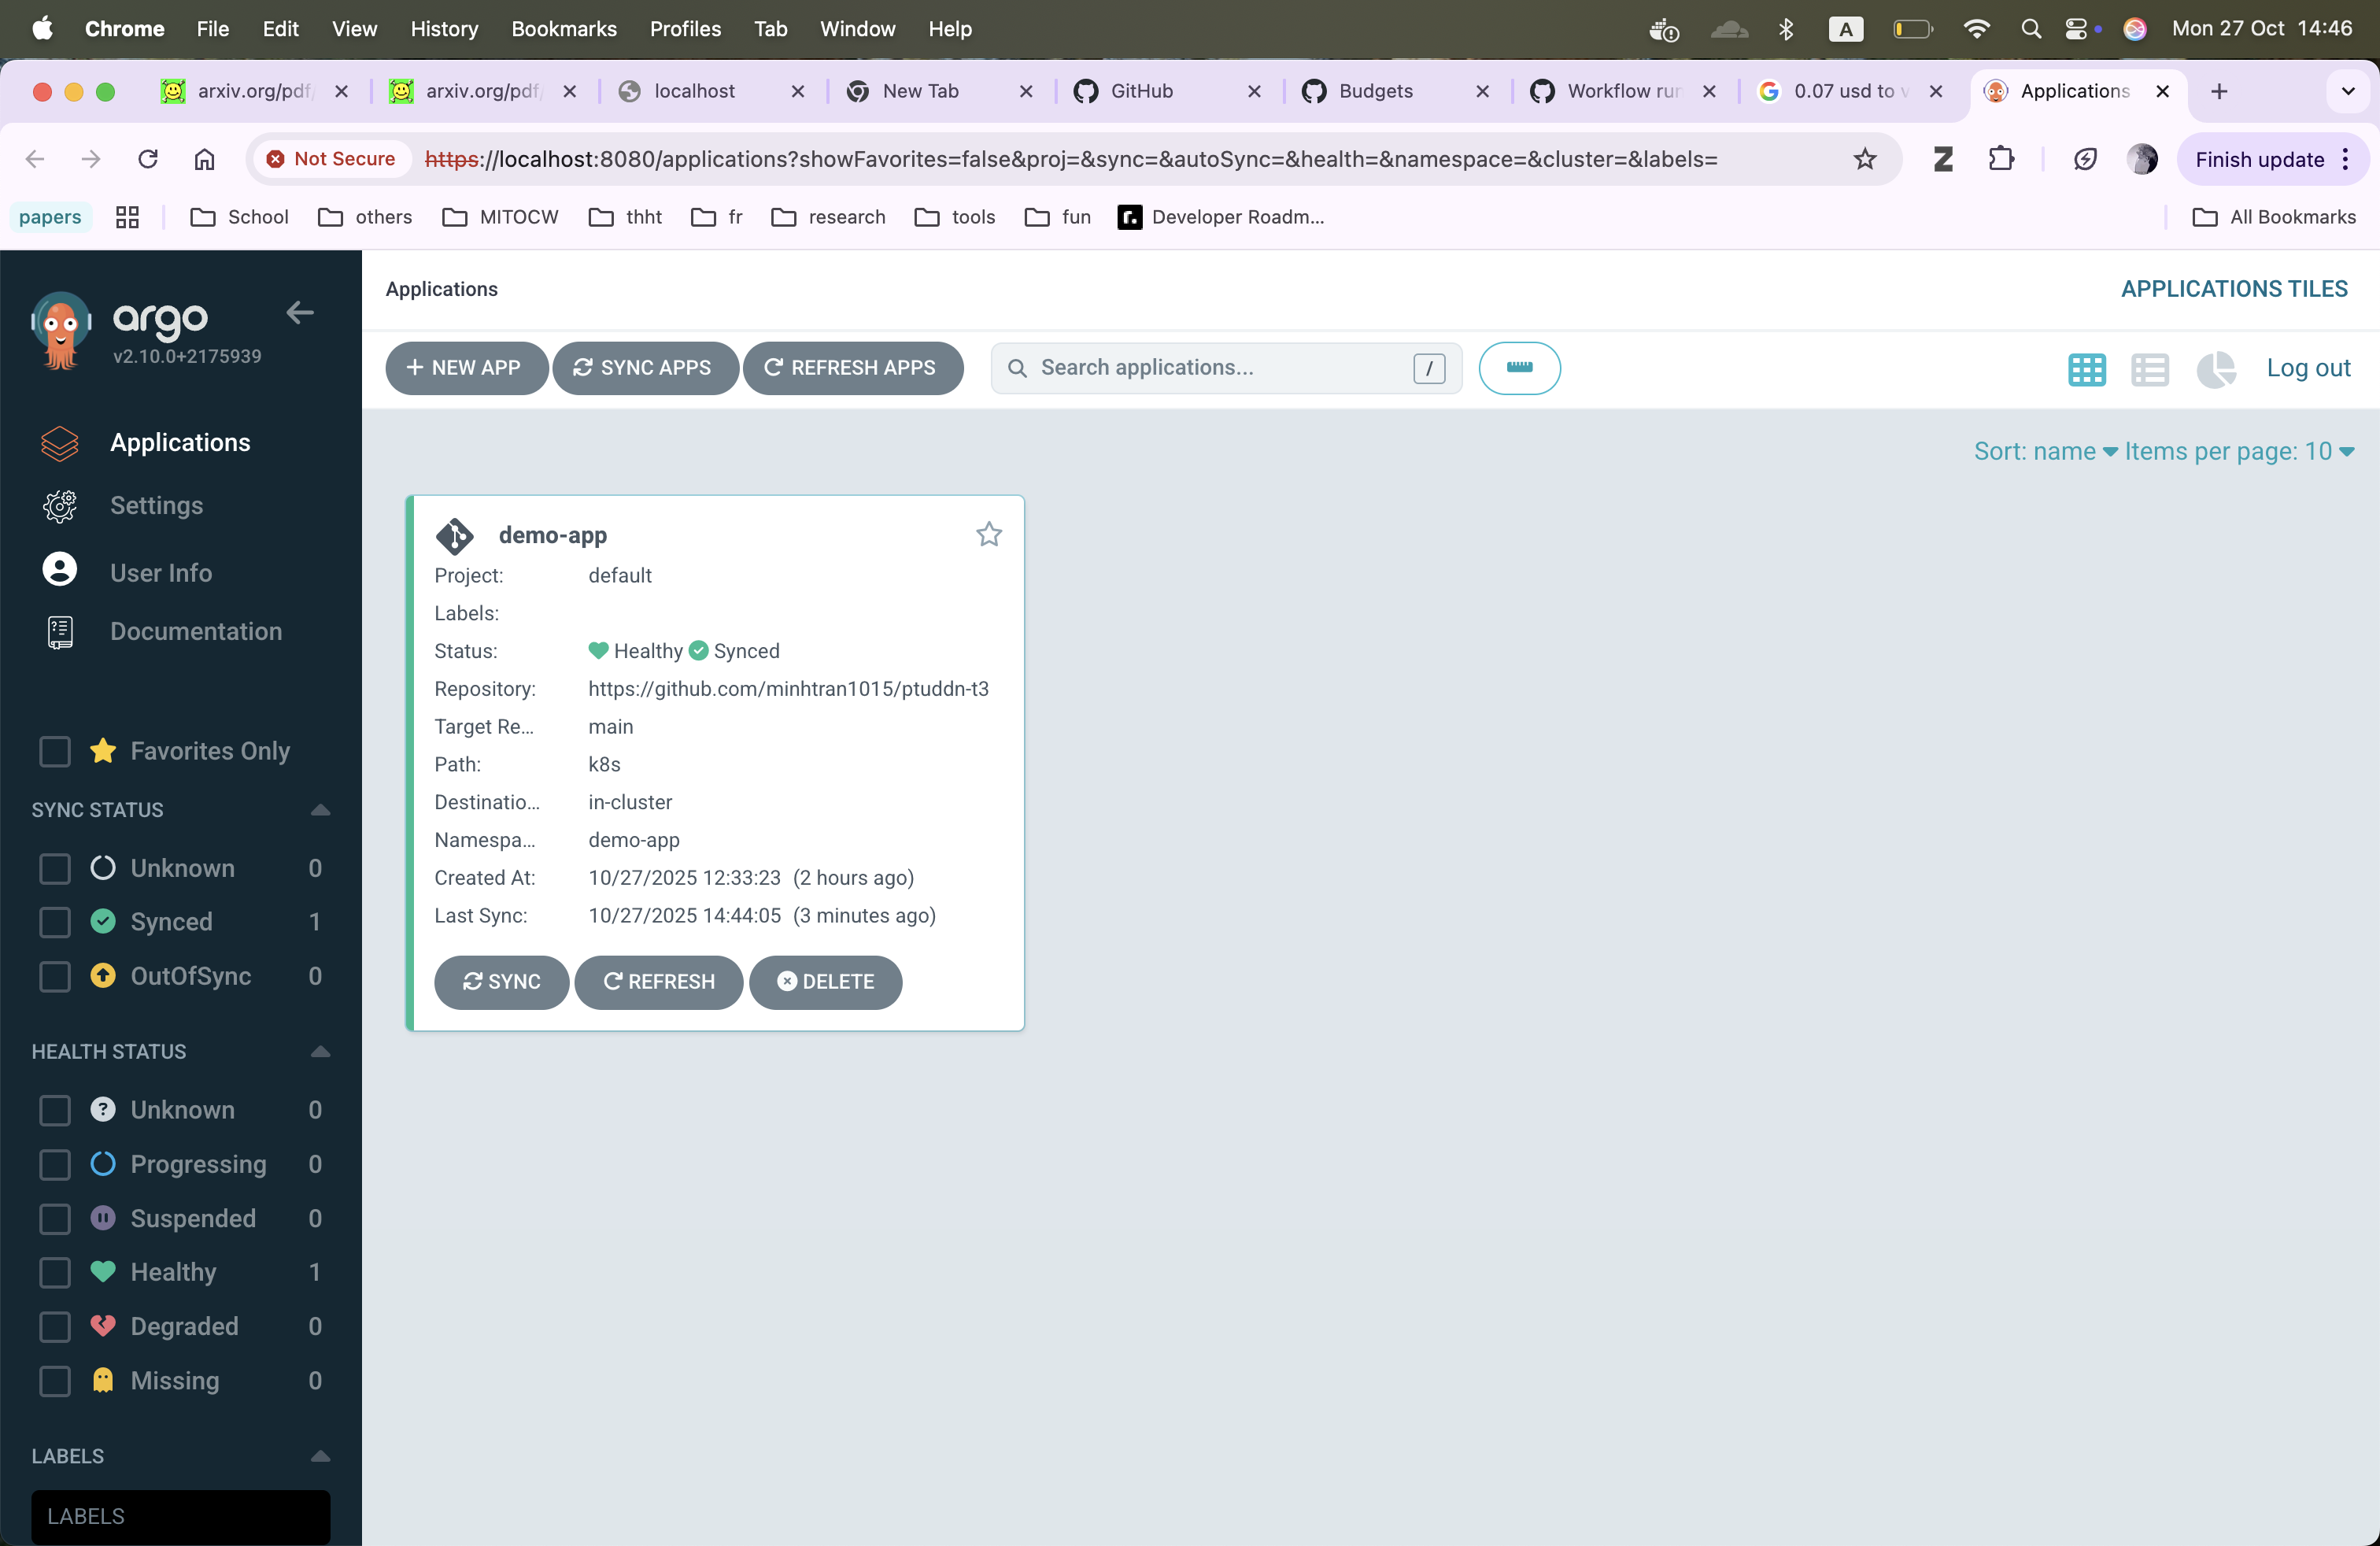 Chrome File Edit View History Bookmarks Profiles Tab Window Help A Mon 27 Oct 14:46
arxiv.org/pdf/ arxiv.org/pdf/ localhost New Tab GitHub Budgets Workflow run 0.07 usd to v Applications
Not Secure https://localhost:8080/applications?showFavorites=false&proj=&sync=&autoSync=&health=&namespace=&cluster=&labels= Finish update
papers School others MITOCW thht fr research tools fun Developer Roadm... All Bookmarks
argo
v2.10.0+2175939
Applications
Settings
User Info
Documentation
Favorites Only
SYNC STATUS
Unknown 0
Synced 1
OutOfSync 0
HEALTH STATUS
Unknown 0
Progressing 0
Suspended 0
Healthy 1
Degraded 0
Missing 0
LABELS
LABELS
Applications APPLICATIONS TILES
NEW APP SYNC APPS REFRESH APPS Search applications... / Log out
Sort: name Items per page: 10
demo-app
Project: default
Labels:
Status: Healthy Synced
Repository: https://github.com/minhtran1015/ptuddn-t3
Target Re... main
Path: k8s
Destinatio... in-cluster
Namespa... demo-app
Created At: 10/27/2025 12:33:23 (2 hours ago)
Last Sync: 10/27/2025 14:44:05 (3 minutes ago)
SYNC REFRESH DELETE